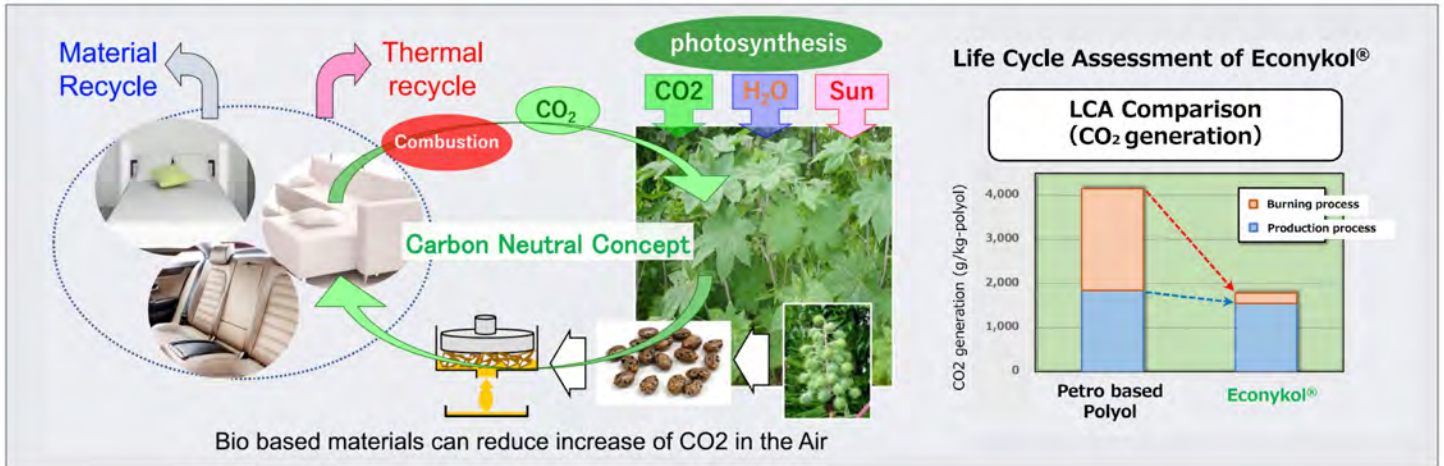 Material
Recycle
Thermal
recycle
Combustion
CO₂
photosynthesis
CO2
H₂O
Sun
Carbon Neutral Concept
Bio based materials can reduce increase of CO2 in the Air
Life Cycle Assessment of Econykol®
LCA Comparison
(CO₂ generation)
CO2 generation (g/kg-polyol)
4,000
3,000
2,000
1,000
0
Burning process
Production process
Petro based
Polyol
Econykol®